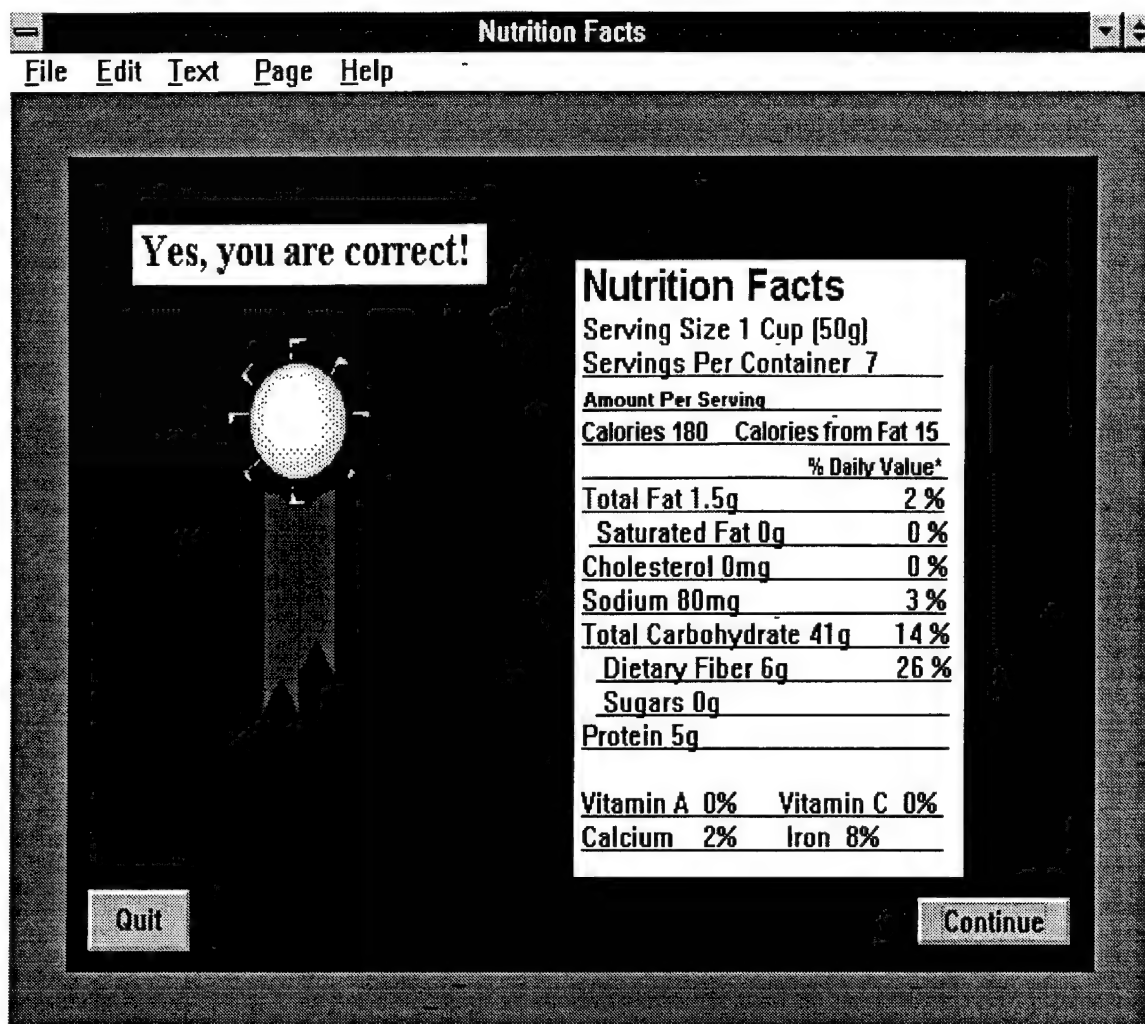 Nutrition Facts
File Edit Text Page Help
Yes, you are correct!
Nutrition Facts
Serving Size 1 Cup (50g)
Servings Per Container 7
Amount Per Serving
Calories 180 Calories from Fat 15
% Daily Value*
Total Fat 1.5g 2 %
Saturated Fat 0g 0 %
Cholesterol 0mg 0 %
Sodium 80mg 3 %
Total Carbohydrate 41g 14 %
Dietary Fiber 6g 26 %
Sugars 0g
Protein 5g
Vitamin A 0% Vitamin C 0%
Calcium 2% Iron 8%
Quit
Continue